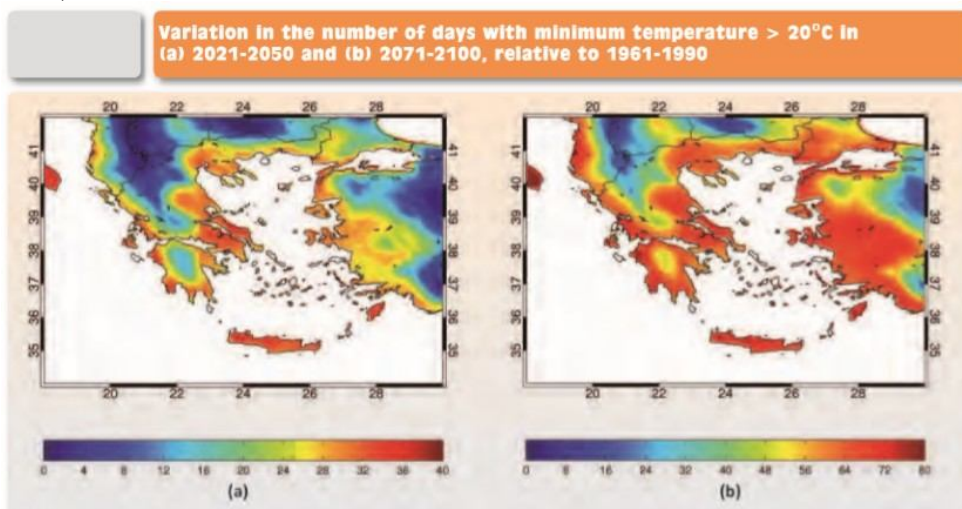 Variation in the number of days with minimum temperature > 20°C in
(a) 2021-2050 and (b) 2071-2100, relative to 1961-1990
20 22 24 26 28
20 22 24 26 28
41
41
41
41
40
40
40
40
39
39
39
39
38
38
38
38
37
37
37
37
36
36
36
36
35
35
35
35
20 22 24 26 28
20 22 24 26 28
0 4 8 12 16 20 24 28 32 36 40
0 8 16 24 32 40 48 56 64 72 80
(a)
(b)